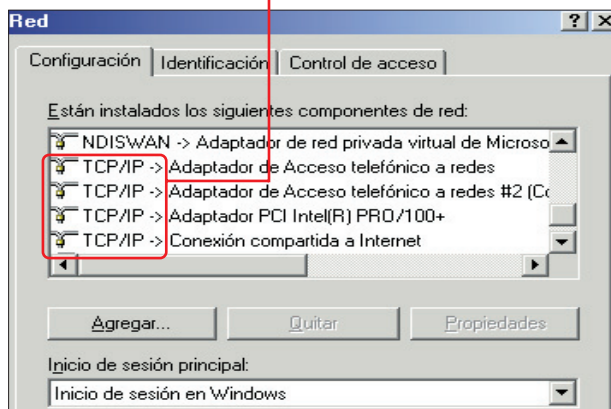 Red
Configuración Identificación Control de acceso
Están instalados los siguientes componentes de red:
NDISWAN -> Adaptador de red privada virtual de Microso
TCP/IP -> Adaptador de Acceso telefónico a redes
TCP/IP -> Adaptador de Acceso telefónico a redes #2 (Co
TCP/IP -> Adaptador PCI Intel(R) PRO/100+
TCP/IP -> Conexión compartida a Internet
Agregar... Quitar Propiedades
Inicio de sesión principal:
Inicio de sesión en Windows